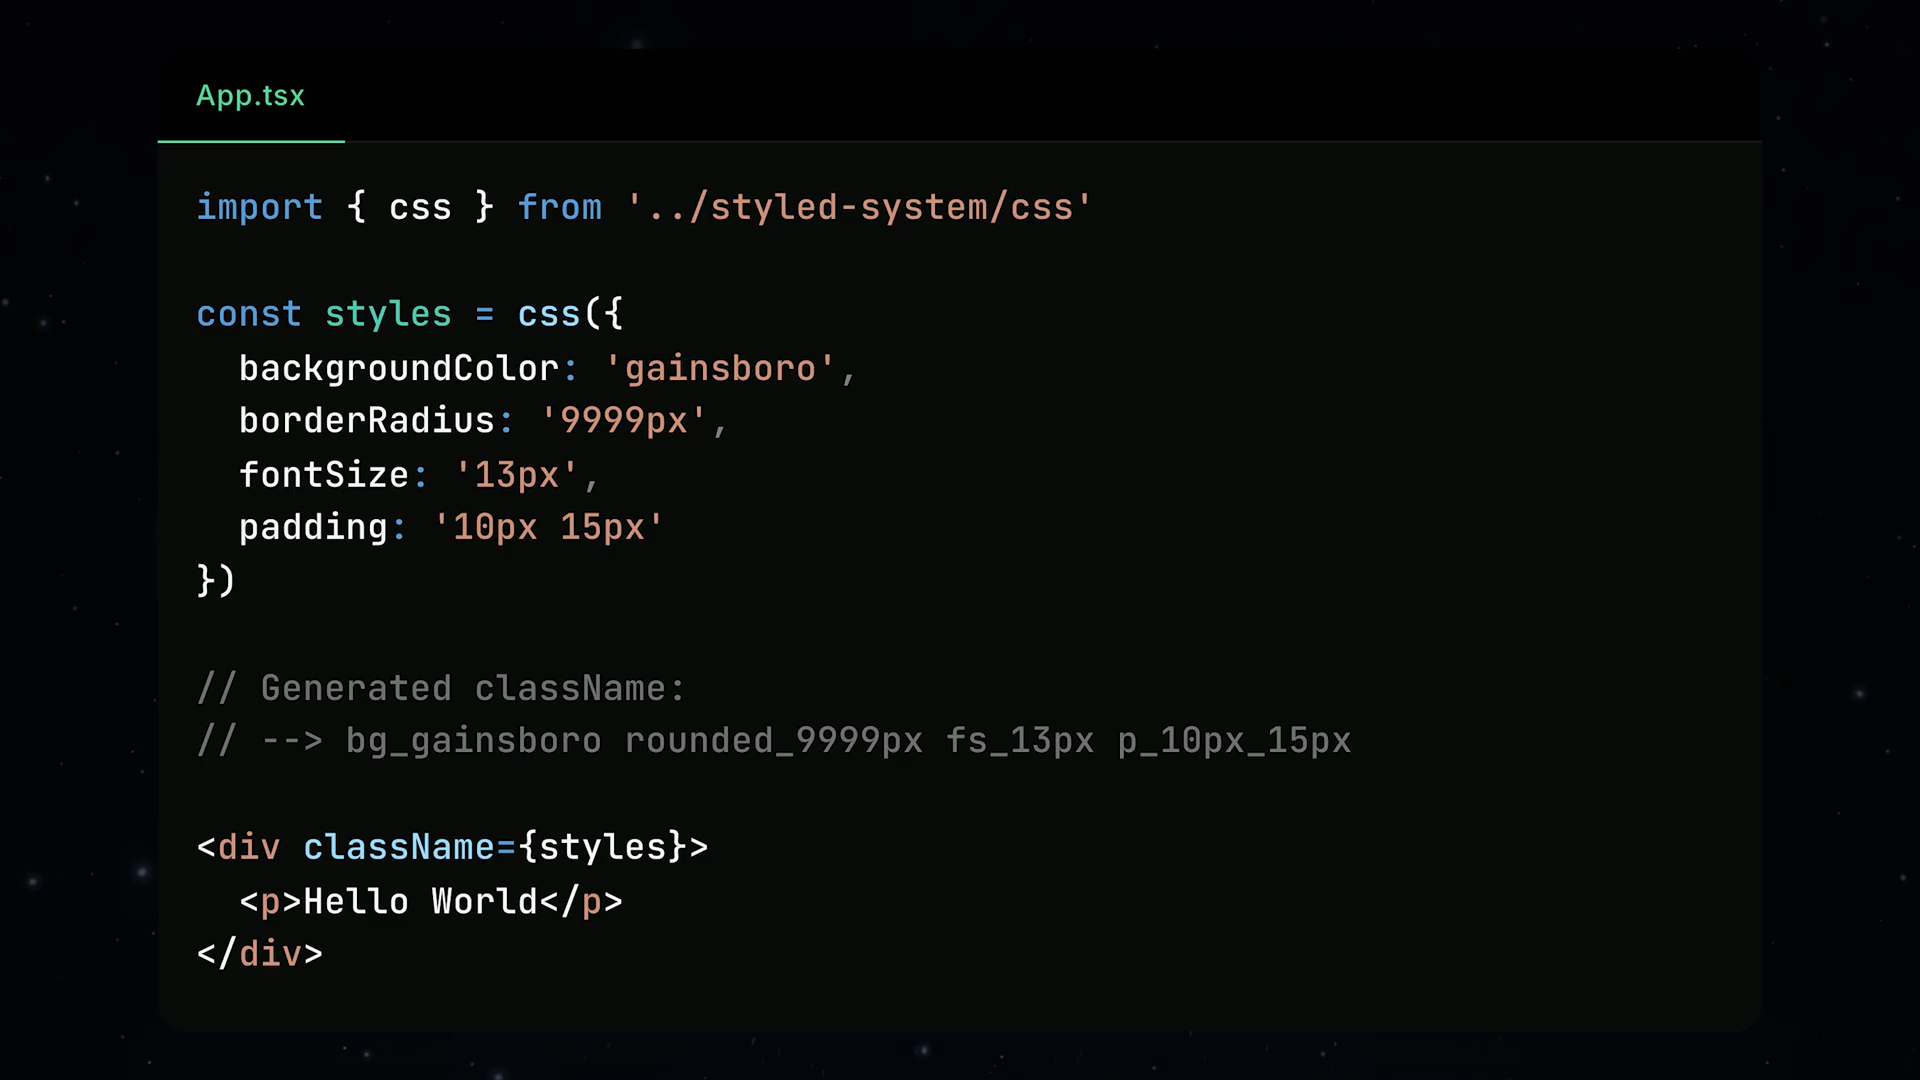 App.tsx
import { css } from '../styled-system/css'
const styles = css({
  backgroundColor: 'gainsboro',
  borderRadius: '9999px',
  fontSize: '13px',
  padding: '10px 15px'
})
// Generated className:
// --> bg_gainsboro rounded_9999px fs_13px p_10px_15px
<div className={styles}>
  <p>Hello World</p>
</div>